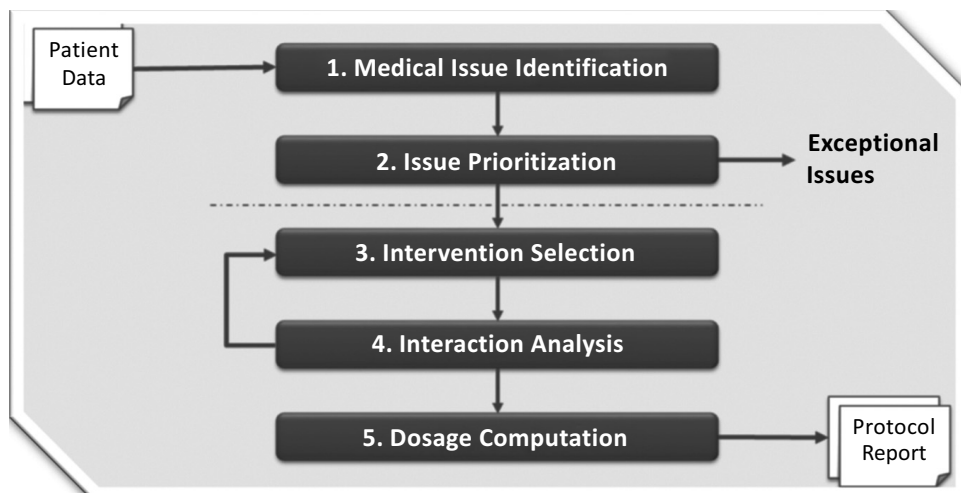 Patient
Data
1. Medical Issue Identification
2. Issue Prioritization
Exceptional
Issues
3. Intervention Selection
4. Interaction Analysis
5. Dosage Computation
Protocol
Report